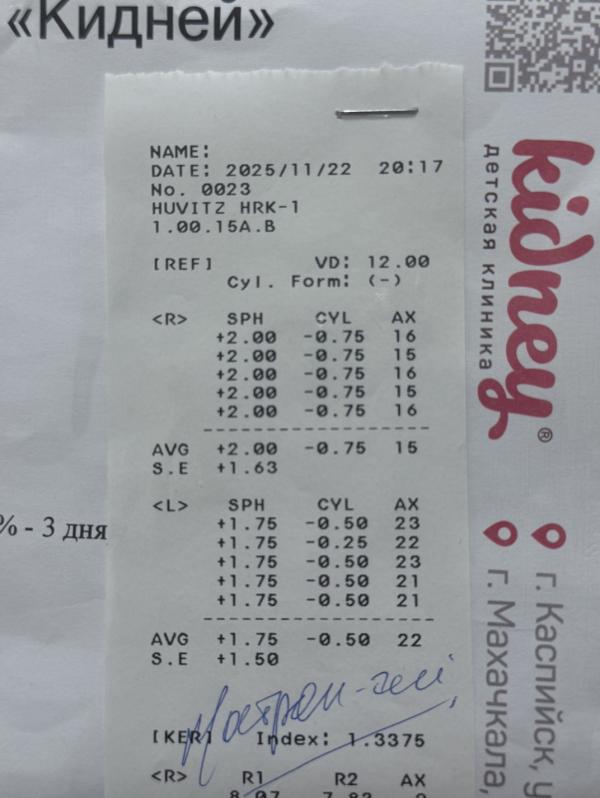 «Кидней»
NAME:
DATE: 2025/11/22 20:17
No. 0023
HUVITZ HRK-1
1.00.15A.B
[REF] VD: 12.00
Cyl. Form: (-)
<R> SPH CYL AX
+2.00 -0.75 16
+2.00 -0.75 15
+2.00 -0.75 16
+2.00 -0.75 15
+2.00 -0.75 16
AVG +2.00 -0.75 15
S.E +1.63
<L> SPH CYL AX
+1.75 -0.50 23
+1.75 -0.25 22
+1.75 -0.50 23
+1.75 -0.50 21
+1.75 -0.50 21
AVG +1.75 -0.50 22
S.E +1.50
[KER] Index: 1.3375
<R> R1 R2 AX
% - 3 дня
kidney®
детская клиника
г. Каспийск, у
г. Махачкала,